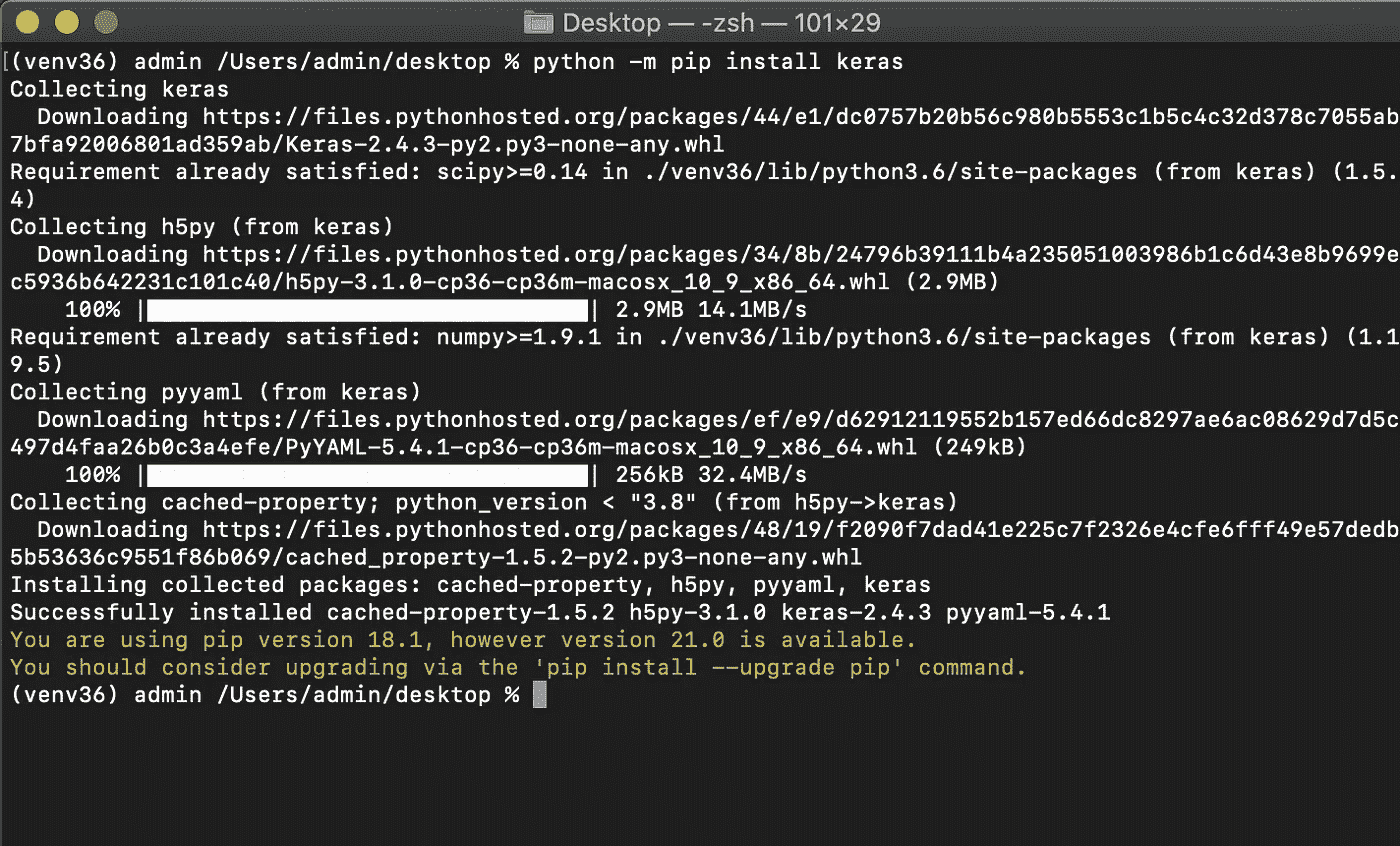 Desktop — -zsh — 101×29
[(venv36) admin /Users/admin/desktop % python -m pip install keras
Collecting keras
  Downloading https://files.pythonhosted.org/packages/44/e1/dc0757b20b56c980b5553c1b5c4c32d378c7055ab
7bfa92006801ad359ab/Keras-2.4.3-py2.py3-none-any.whl
Requirement already satisfied: scipy>=0.14 in ./venv36/lib/python3.6/site-packages (from keras) (1.5.
4)
Collecting h5py (from keras)
  Downloading https://files.pythonhosted.org/packages/34/8b/24796b39111b4a235051003986b1c6d43e8b9699e
c5936b642231c101c40/h5py-3.1.0-cp36-cp36m-macosx_10_9_x86_64.whl (2.9MB)
    100% || 2.9MB 14.1MB/s
Requirement already satisfied: numpy>=1.9.1 in ./venv36/lib/python3.6/site-packages (from keras) (1.1
9.5)
Collecting pyyaml (from keras)
  Downloading https://files.pythonhosted.org/packages/ef/e9/d62912119552b157ed66dc8297ae6ac08629d7d5c
497d4faa26b0c3a4efe/PyYAML-5.4.1-cp36-cp36m-macosx_10_9_x86_64.whl (249kB)
    100% || 256kB 32.4MB/s
Collecting cached-property; python_version < "3.8" (from h5py->keras)
  Downloading https://files.pythonhosted.org/packages/48/19/f2090f7dad41e225c7f2326e4cfe6fff49e57dedb
5b53636c9551f86b069/cached_property-1.5.2-py2.py3-none-any.whl
Installing collected packages: cached-property, h5py, pyyaml, keras
Successfully installed cached-property-1.5.2 h5py-3.1.0 keras-2.4.3 pyyaml-5.4.1
You are using pip version 18.1, however version 21.0 is available.
You should consider upgrading via the 'pip install --upgrade pip' command.
(venv36) admin /Users/admin/desktop %